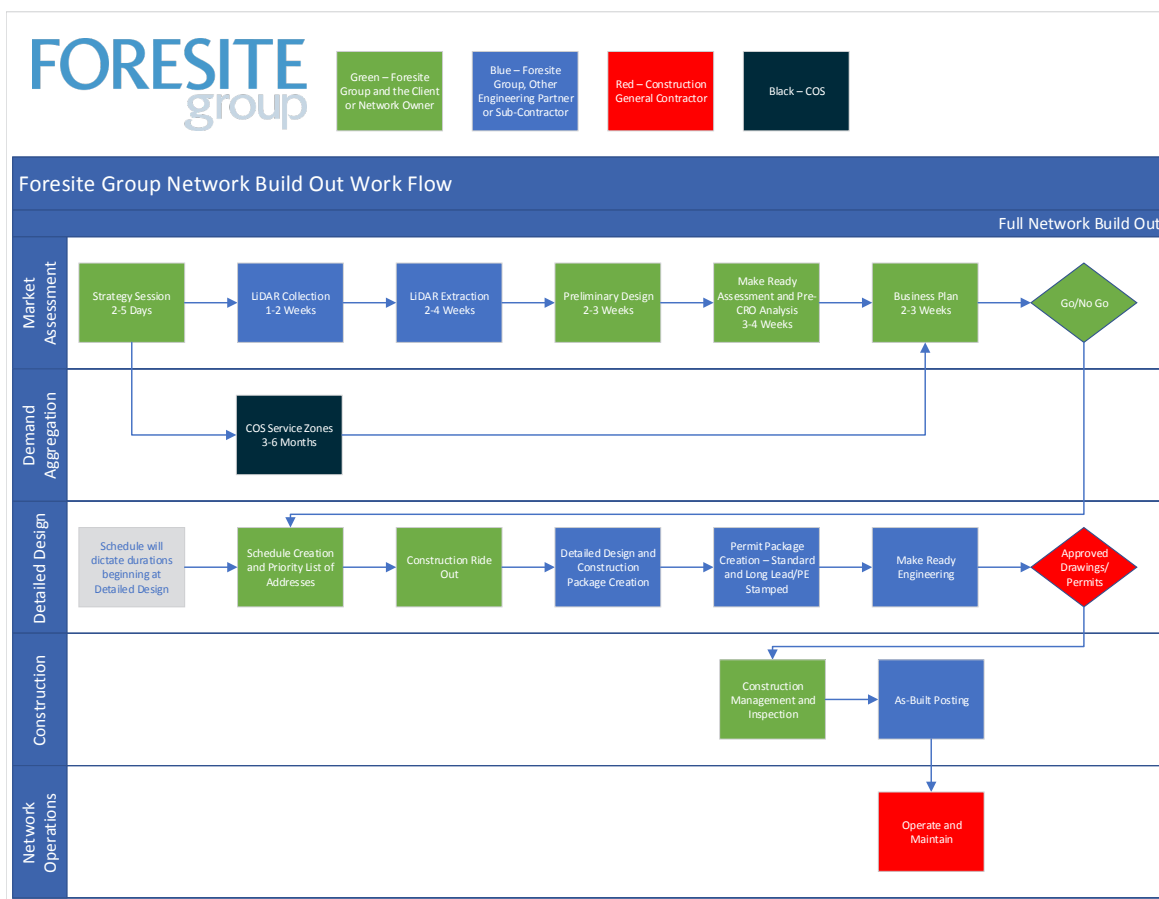 FORESITE
group
Green – Foresite
Group and the Client
or Network Owner
Blue – Foresite
Group, Other
Engineering Partner
or Sub-Contractor
Red – Construction
General Contractor
Black – COS
Foresite Group Network Build Out Work Flow
Full Network Build Out
Market
Assessment
Strategy Session
2-5 Days
LiDAR Collection
1-2 Weeks
LiDAR Extraction
2-4 Weeks
Preliminary Design
2-3 Weeks
Make Ready
Assessment and Pre-
CRO Analysis
3-4 Weeks
Business Plan
2-3 Weeks
Go/No Go
Demand
Aggregation
COS Service Zones
3-6 Months
Detailed Design
Schedule will
dictate durations
beginning at
Detailed Design
Schedule Creation
and Priority List of
Addresses
Construction Ride
Out
Detailed Design and
Construction
Package Creation
Permit Package
Creation – Standard
and Long Lead/PE
Stamped
Make Ready
Engineering
Approved
Drawings/
Permits
Construction
Construction
Management and
Inspection
As-Built Posting
Network
Operations
Operate and
Maintain